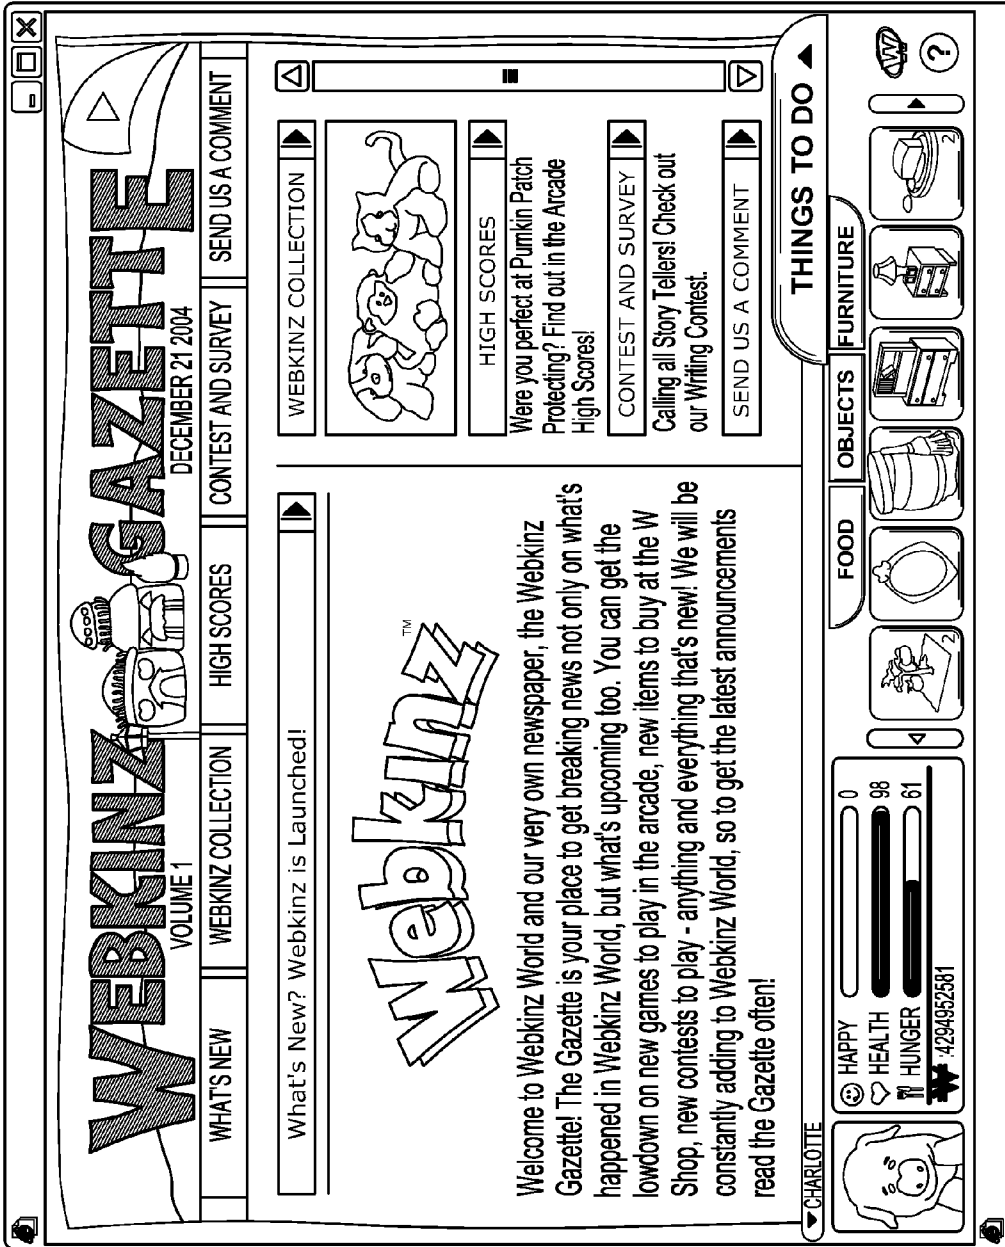 WEBKINZ GAZETTE
VOLUME 1
DECEMBER 21 2004
WHAT'S NEW
WEBKINZ COLLECTION
HIGH SCORES
CONTEST AND SURVEY
SEND US A COMMENT
What's New? Webkinz is Launched!
Webkinz™
Welcome to Webkinz World and our very own newspaper, the Webkinz
Gazette! The Gazette is your place to get breaking news not only on what's
happened in Webkinz World, but what's upcoming too. You can get the
lowdown on new games to play in the arcade, new items to buy at the W
Shop, new contests to play - anything and everything that's new! We will be
constantly adding to Webkinz World, so to get the latest announcements
read the Gazette often!
WEBKINZ COLLECTION
HIGH SCORES
Were you perfect at Pumkin Patch
Protecting? Find out in the Arcade
High Scores!
CONTEST AND SURVEY
Calling all Story Tellers! Check out
our Writing Contest.
SEND US A COMMENT
THINGS TO DO
CHARLOTTE
HAPPY 0
HEALTH 98
HUNGER 61
W :4294952581
FOOD
OBJECTS
FURNITURE
2
2
W
?